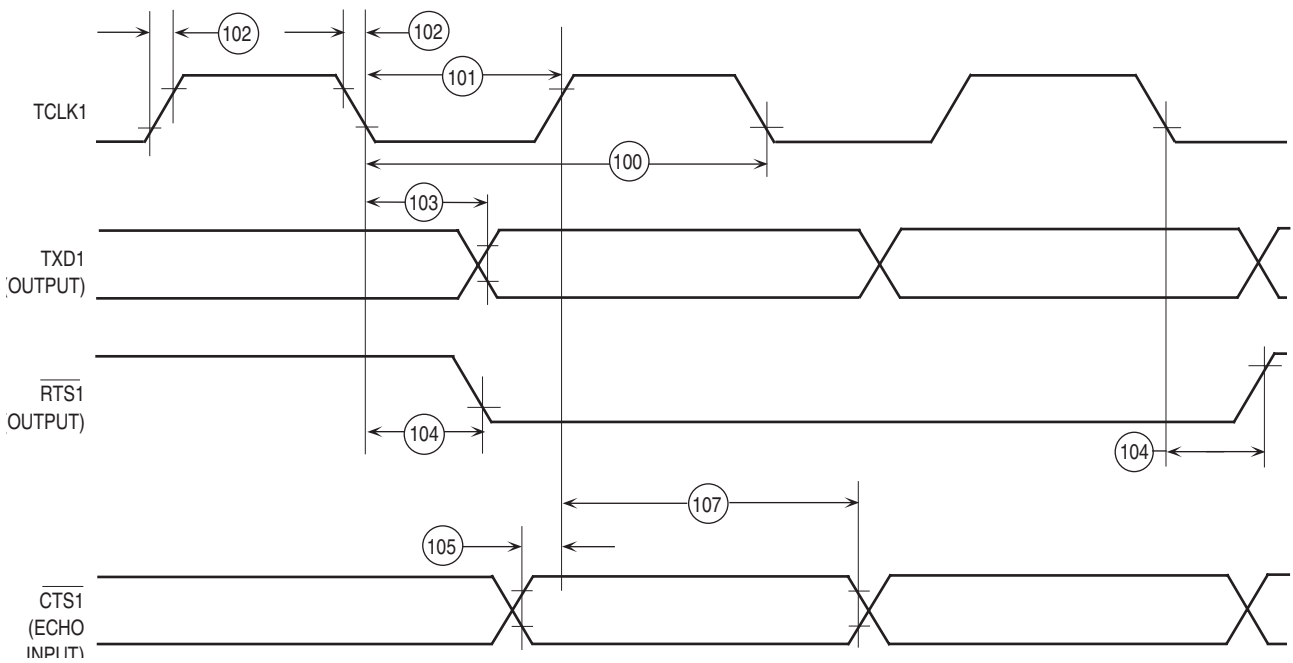 102
102
101
TCLK1
100
103
TXD1
(OUTPUT)
RTS1
OUTPUT)
104
104
107
105
CTS1
(ECHO
INPUT)